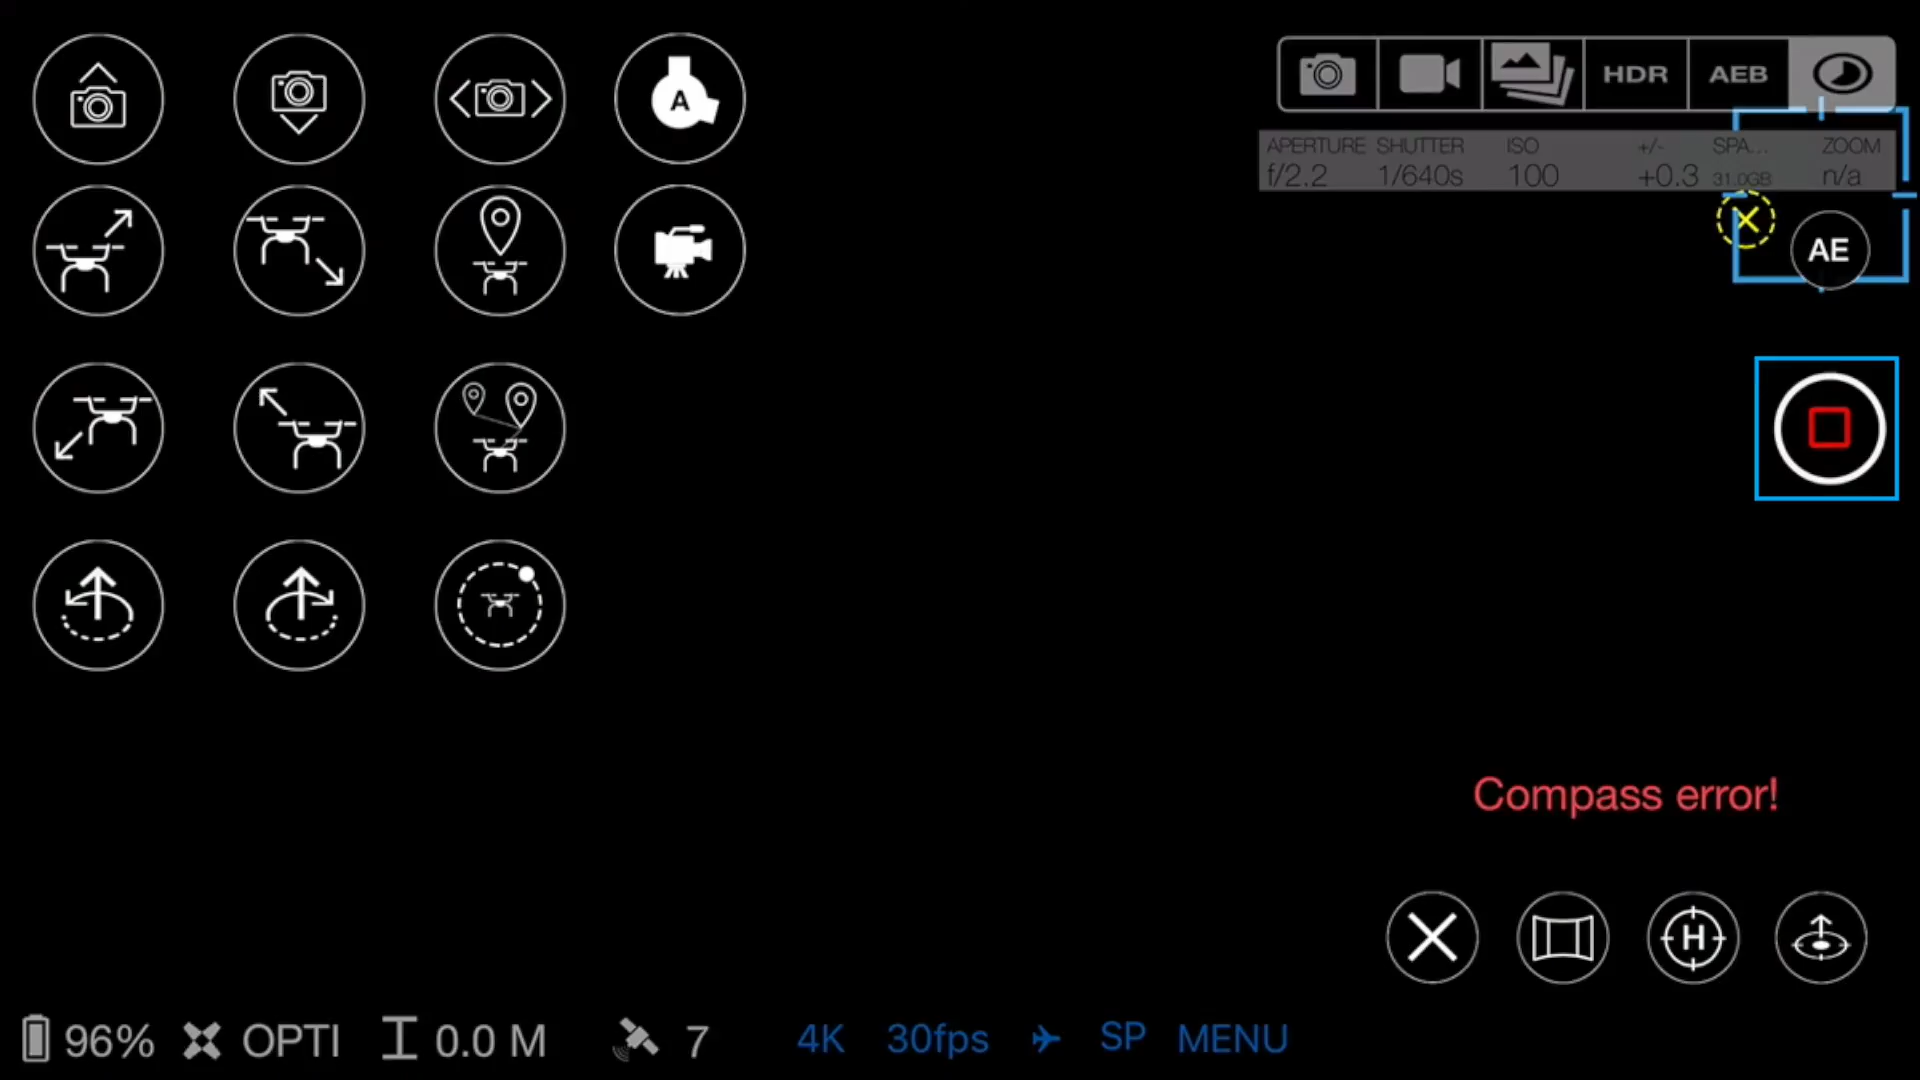 A
HDR AEB
APERTURE SHUTTER ISO +/- SPA... ZOOM
f/2.2 1/640s 100 +0.3 31.0GB n/a
AE
Compass error!
H
96% OPTI 0.0 M 7 4K 30fps SP MENU